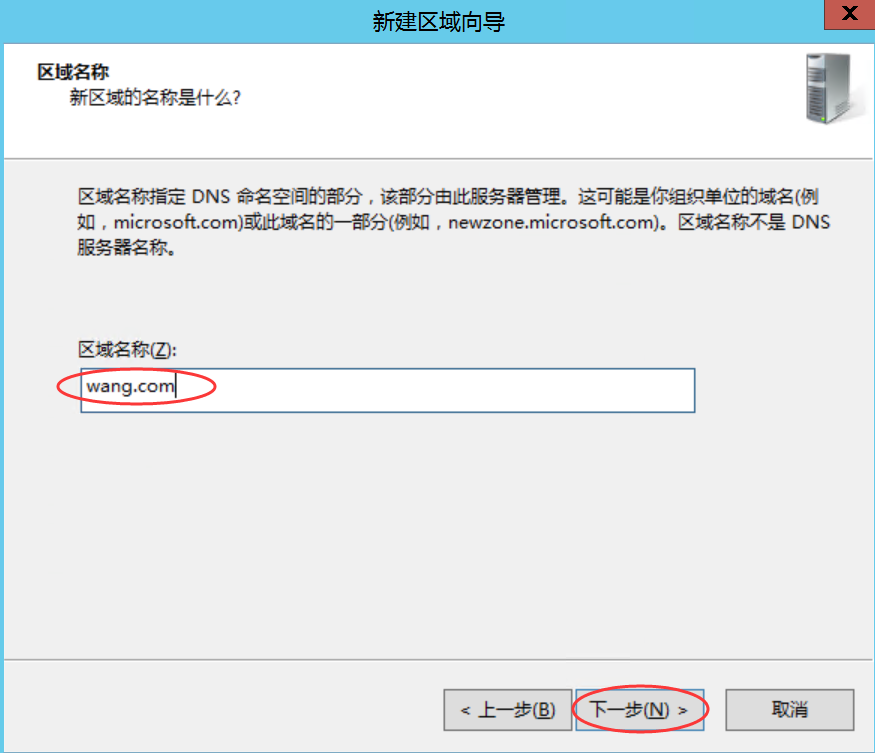 新建区域向导
X
区域名称
新区域的名称是什么?
区域名称指定 DNS 命名空间的部分，该部分由此服务器管理。这可能是你组织单位的域名(例
如，microsoft.com)或此域名的一部分(例如，newzone.microsoft.com)。区域名称不是 DNS
服务器名称。
区域名称(Z):
wang.com
< 上一步(B) 下一步(N) > 取消